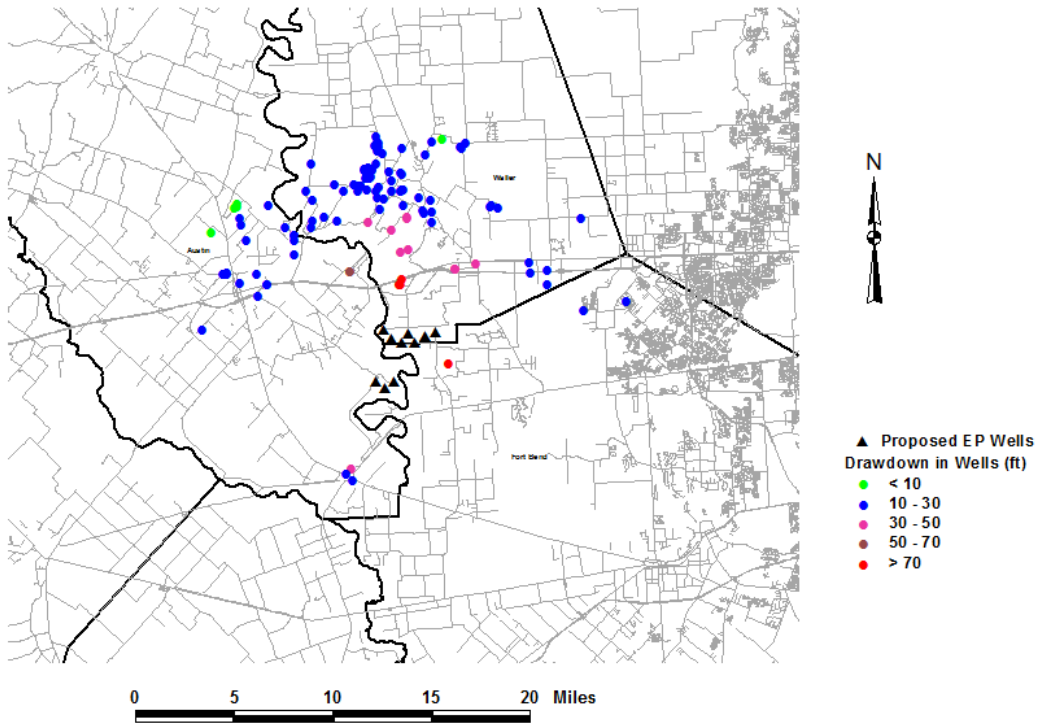 N
Waller
Austin
Fort Bend
Proposed EP Wells
Drawdown in Wells (ft)
< 10
10 - 30
30 - 50
50 - 70
> 70
0 5 10 15 20 Miles